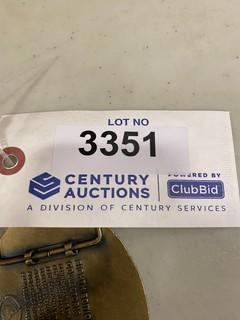 LOT NO
3351
CENTURY
AUCTIONS
POWERED BY
ClubBid
A DIVISION OF CENTURY SERVICES